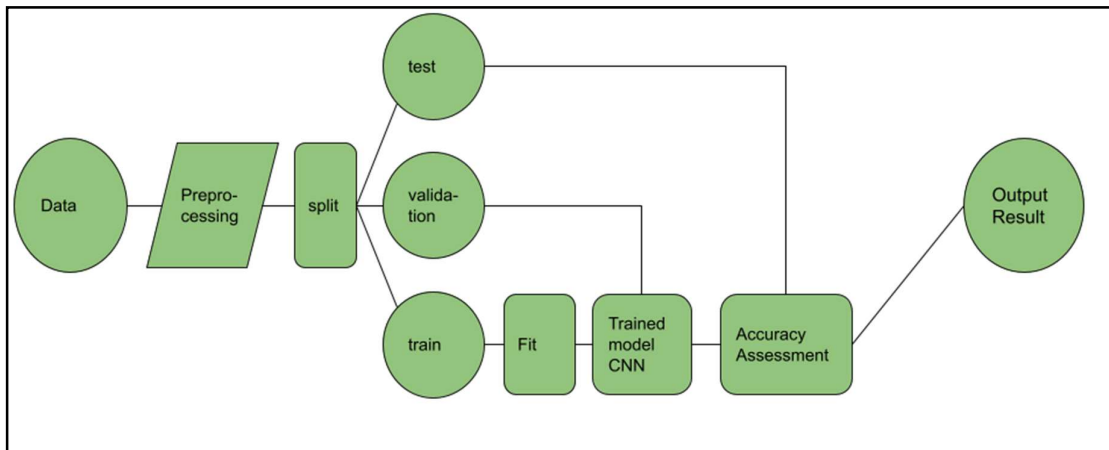 Data
Prepro-
cessing
split
test
valida-
tion
train
Fit
Trained
model
CNN
Accuracy
Assessment
Output
Result